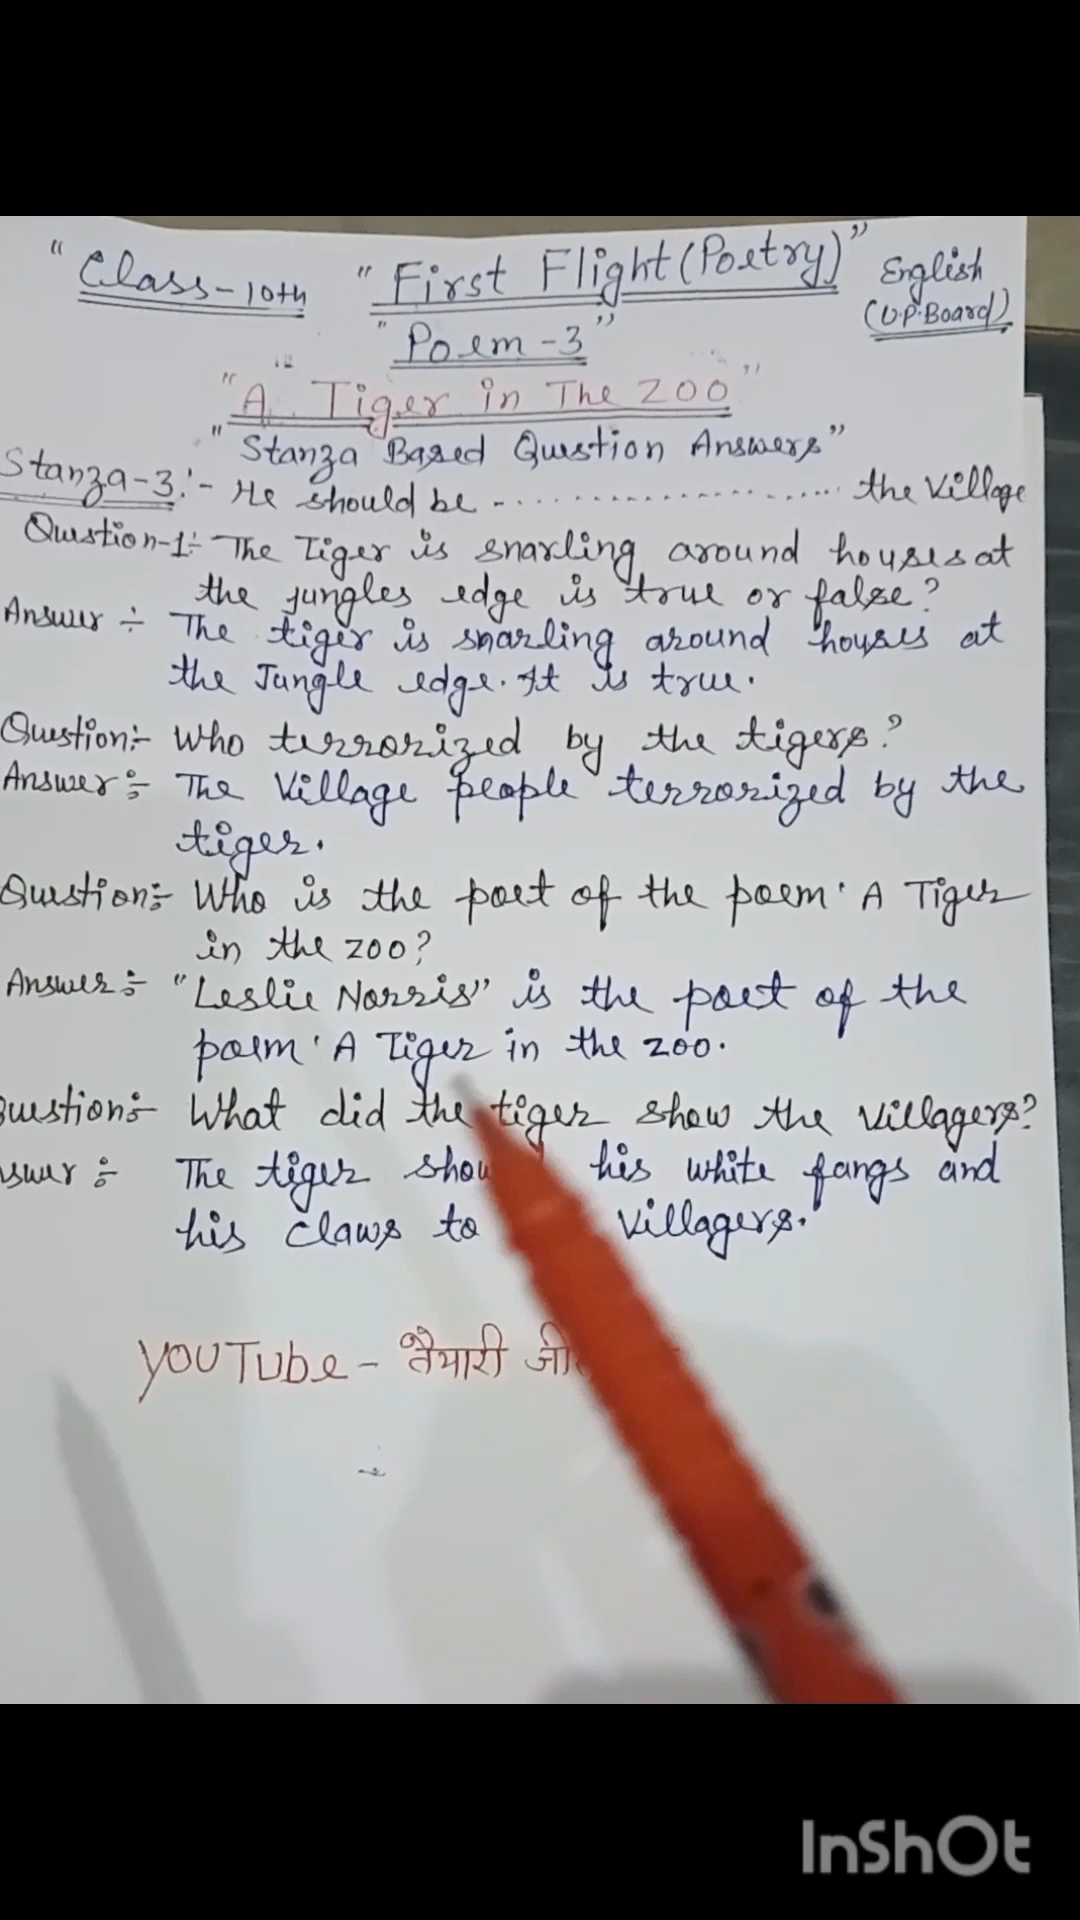 "Class-10th "First Flight (Poetry)" English
(U.P. Board)
"Poem-3"
"A Tiger in The Zoo"
"Stanza Based Question Answers"
Stanza-3:- He should be - .................... the Village
Question-1:- The Tiger is snarling around houses at
the jungles edge is true or false?
Answer :- The tiger is snarling around houses at
the Jungle edge. It is true.
Question:- Who terrorized by the tigers?
Answer:- The Village people terrorized by the
tiger.
Question:- Who is the poet of the poem 'A Tiger
in the zoo?
Answer:- "Leslie Norris" is the poet of the
poem 'A Tiger in the zoo.
Question:- What did the tiger show the villagers?
Answer :- The tiger his white fangs and
his claws to villagers.
YouTube - तैयारी
InShOt